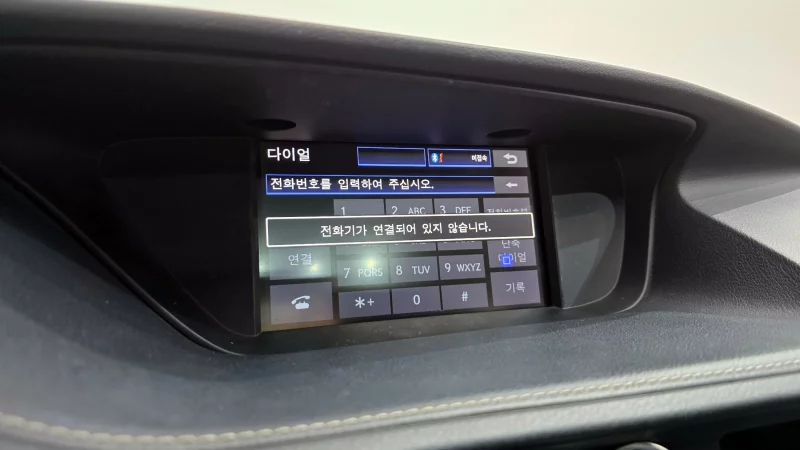 다이얼
미접속
전화번호를 입력하여 주십시오.
1
2 ABC
3 DEF
전화기가 연결되어 있지 않습니다.
연결
단축
다이얼
7 PQRS
8 TUV
9 WXYZ
기록
*+
0
#